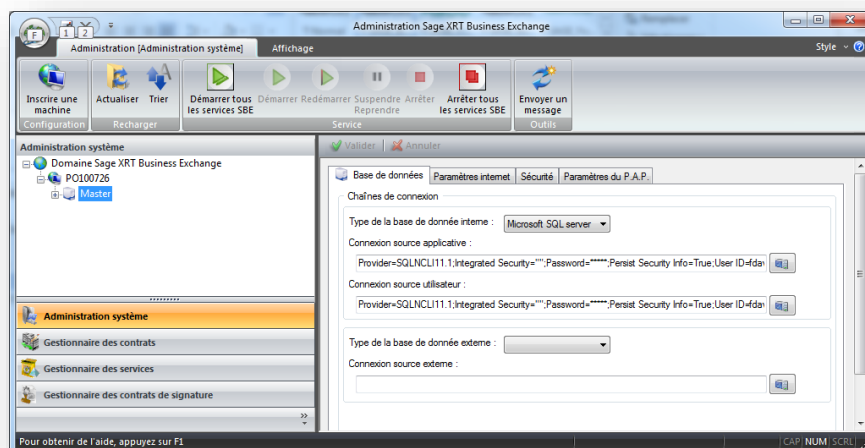 Administration Sage XRT Business Exchange
F
1 2
Administration [Administration système] Affichage Style
Inscrire une machine
Actualiser Trier
Démarrer tous les services SBE
Démarrer Redémarrer Suspendre Reprendre Arrêter
Arrêter tous les services SBE
Envoyer un message
Configuration Recharger Service Outils
Administration système
Domaine Sage XRT Business Exchange
PO100726
Master
Administration système
Gestionnaire des contrats
Gestionnaire des services
Gestionnaire des contrats de signature
Valider Annuler
Base de données Paramètres internet Sécurité Paramètres du P.A.P.
Chaînes de connexion
Type de la base de donnée interne : Microsoft SQL server
Connexion source applicative :
Provider=SQLNCLI11.1;Integrated Security="";Password=*****;Persist Security Info=True;User ID=fda
Connexion source utilisateur :
Provider=SQLNCLI11.1;Integrated Security="";Password=*****;Persist Security Info=True;User ID=fda
Type de la base de donnée externe :
Connexion source externe :
Pour obtenir de l'aide, appuyez sur F1
CAP NUM SCRL